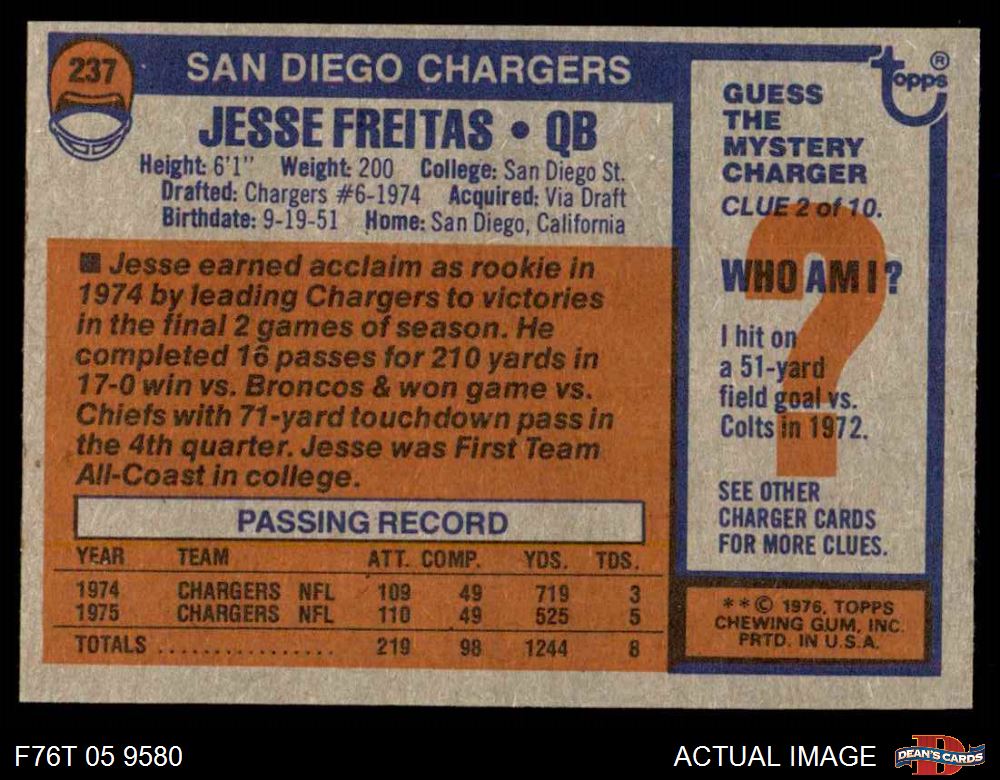 237
SAN DIEGO CHARGERS
JESSE FREITAS • QB
Height: 6'1" Weight: 200 College: San Diego St.
Drafted: Chargers #6-1974 Acquired: Via Draft
Birthdate: 9-19-51 Home: San Diego, California
■ Jesse earned acclaim as rookie in
1974 by leading Chargers to victories
in the final 2 games of season. He
completed 16 passes for 210 yards in
17-0 win vs. Broncos & won game vs.
Chiefs with 71-yard touchdown pass in
the 4th quarter. Jesse was First Team
All-Coast in college.
PASSING RECORD
YEAR TEAM ATT. COMP. YDS. TDS.
1974 CHARGERS NFL 109 49 719 3
1975 CHARGERS NFL 110 49 525 5
TOTALS ................ 219 98 1244 8
topps®
GUESS
THE
MYSTERY
CHARGER
CLUE 2 of 10.
?
WHO AM I?
I hit on
a 51-yard
field goal vs.
Colts in 1972.
SEE OTHER
CHARGER CARDS
FOR MORE CLUES.
**© 1976, TOPPS
CHEWING GUM, INC.
PRTD. IN U.S.A.
F76T 05 9580
ACTUAL IMAGE
D
DEAN'S CARDS